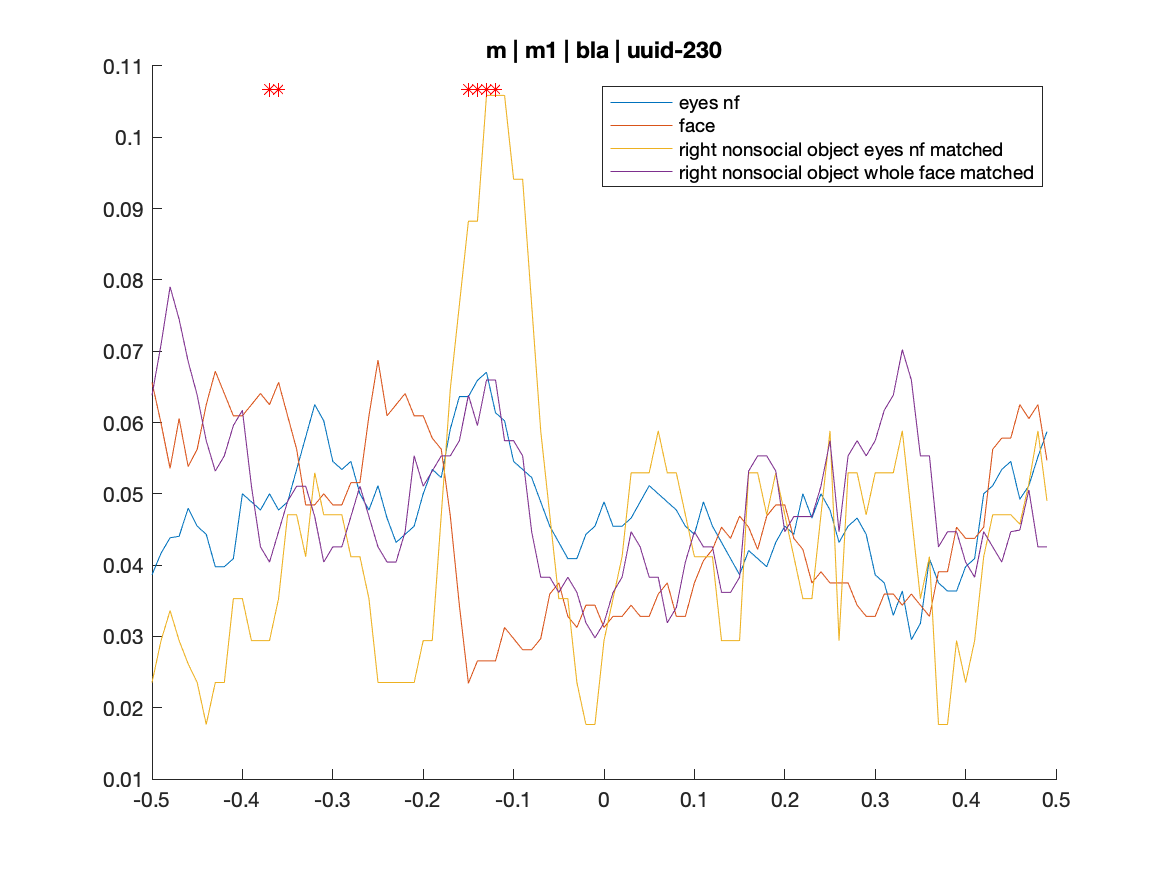 m | m1 | bla | uuid-230
0.11
0.1
0.09
0.08
0.07
0.06
0.05
0.04
0.03
0.02
0.01
eyes nf
face
right nonsocial object eyes nf matched
right nonsocial object whole face matched
-0.5 -0.4 -0.3 -0.2 -0.1 0 0.1 0.2 0.3 0.4 0.5